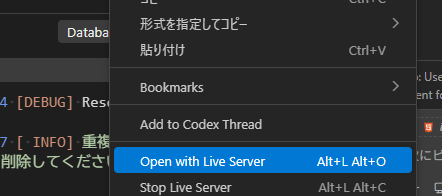 形式を指定してコピー
貼り付け Ctrl+V
Databa
Bookmarks
4 [DEBUG] Rese
Add to Codex Thread
7 [ INFO] 重複
削除してくださ
Open with Live Server Alt+L Alt+O
Stop Live Server Alt+L Alt+C